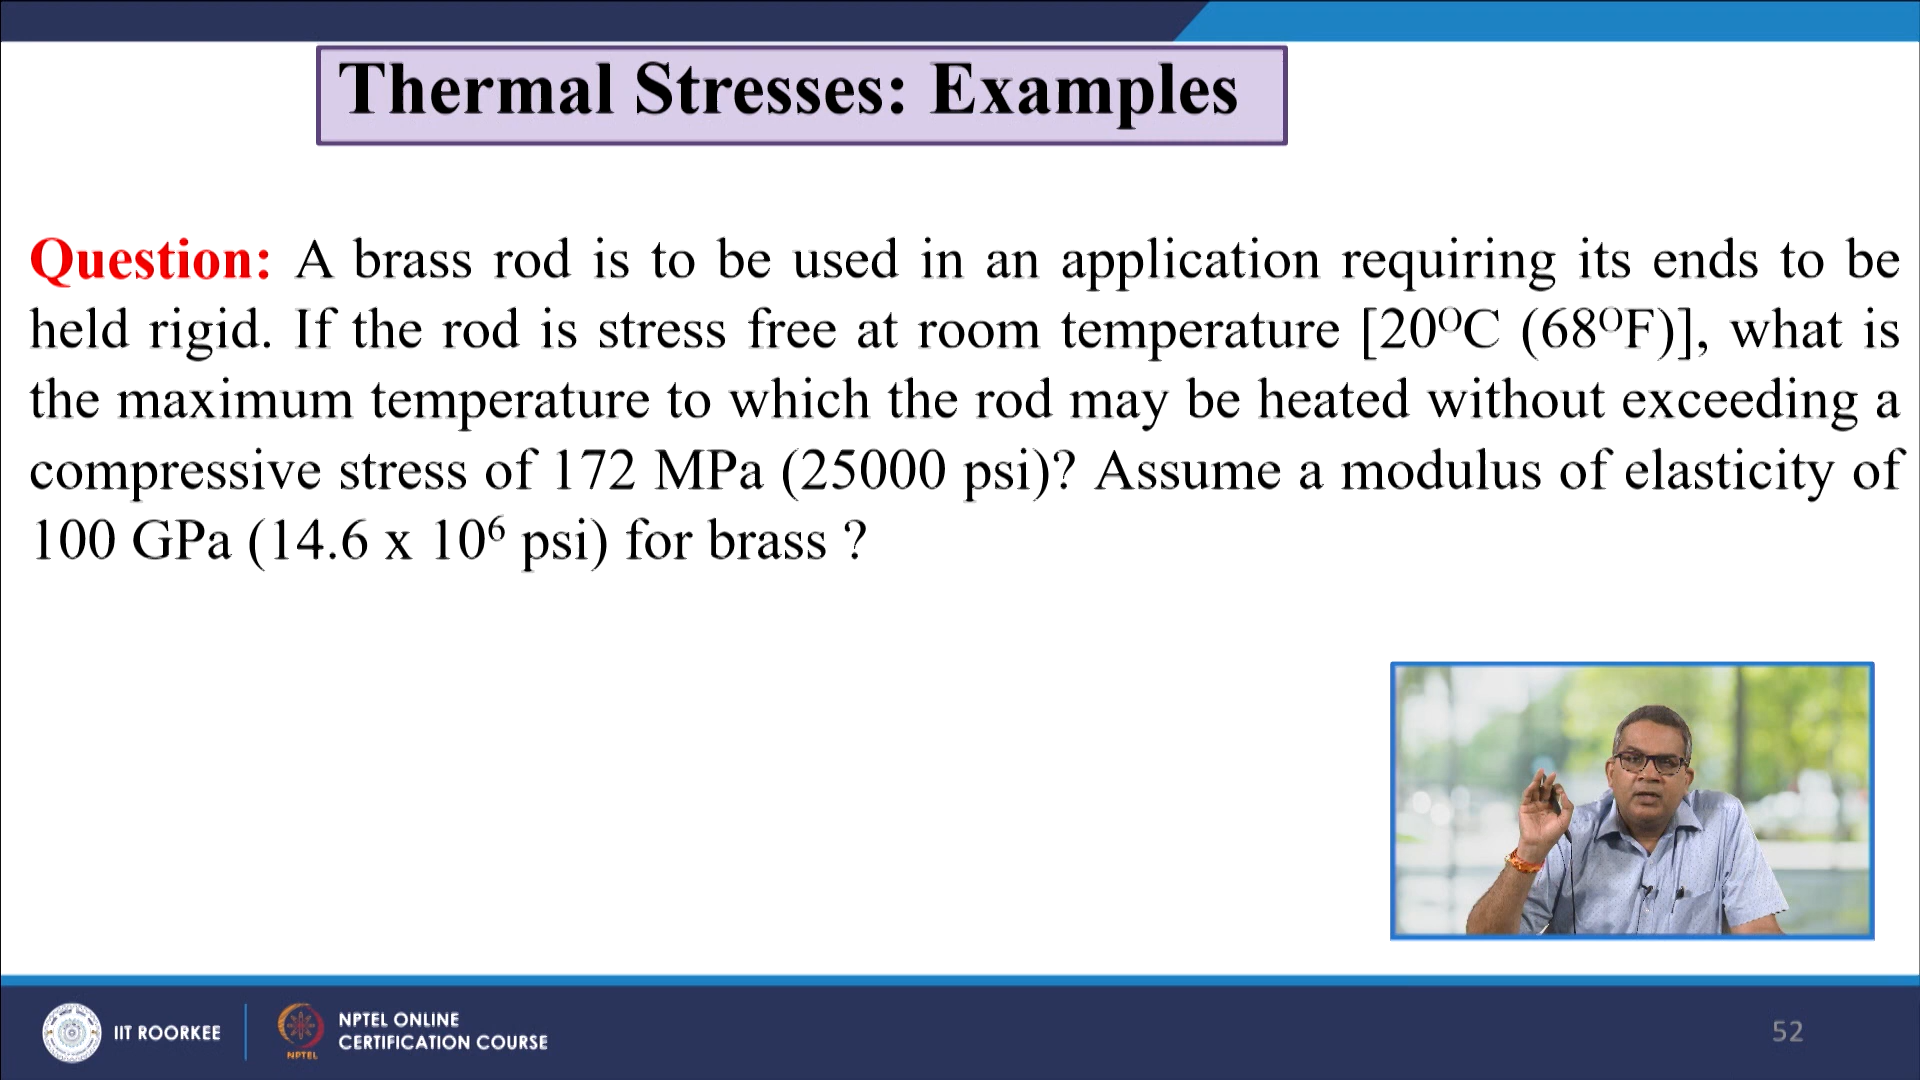 Thermal Stresses: Examples
Question: A brass rod is to be used in an application requiring its ends to be
held rigid. If the rod is stress free at room temperature [20⁰C (68⁰F)], what is
the maximum temperature to which the rod may be heated without exceeding a
compressive stress of 172 MPa (25000 psi)? Assume a modulus of elasticity of
100 GPa (14.6 x 10⁶ psi) for brass ?
IIT ROORKEE
NPTEL
NPTEL ONLINE
CERTIFICATION COURSE
52